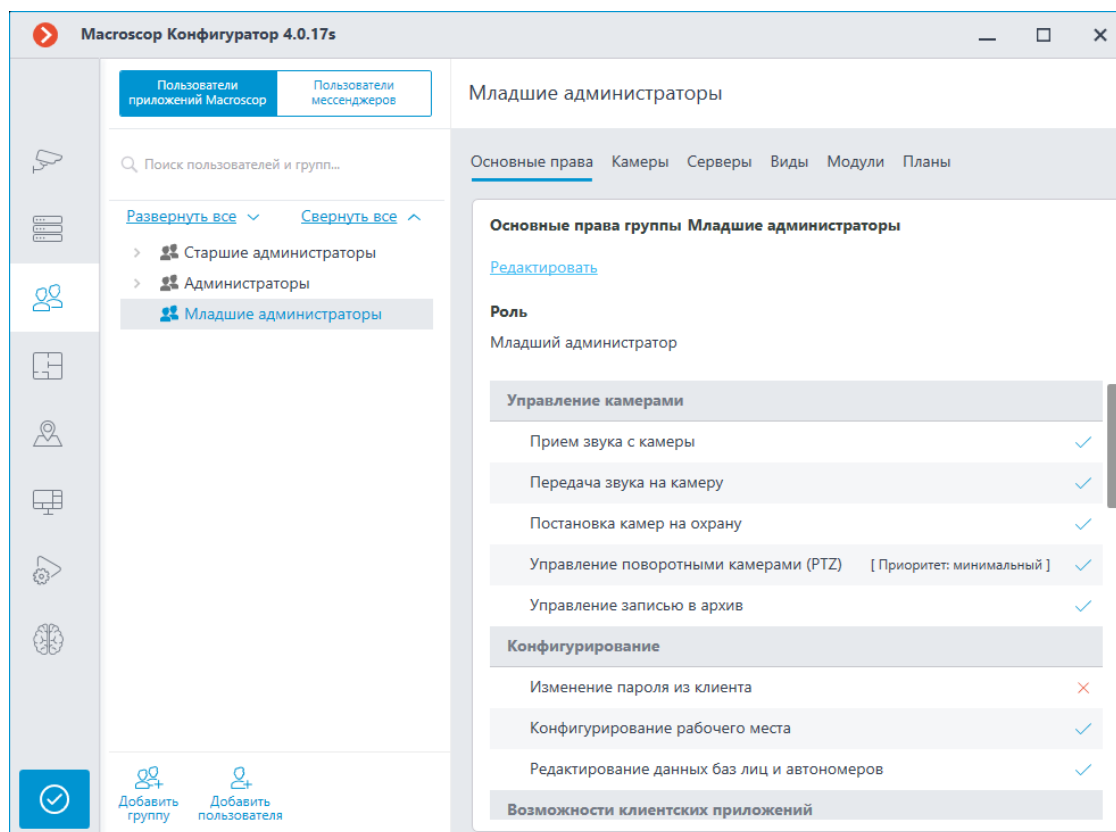 Macroscop Конфигуратор 4.0.17s
Пользователи
приложений Macroscop
Пользователи
мессенджеров
Поиск пользователей и групп...
Развернуть все
Свернуть все
Старшие администраторы
Администраторы
Младшие администраторы
Добавить
группу
Добавить
пользователя
Младшие администраторы
Основные права Камеры Серверы Виды Модули Планы
Основные права группы Младшие администраторы
Редактировать
Роль
Младший администратор
Управление камерами
Прием звука с камеры
Передача звука на камеру
Постановка камер на охрану
Управление поворотными камерами (PTZ) [ Приоритет: минимальный ]
Управление записью в архив
Конфигурирование
Изменение пароля из клиента
Конфигурирование рабочего места
Редактирование данных баз лиц и автономеров
Возможности клиентских приложений